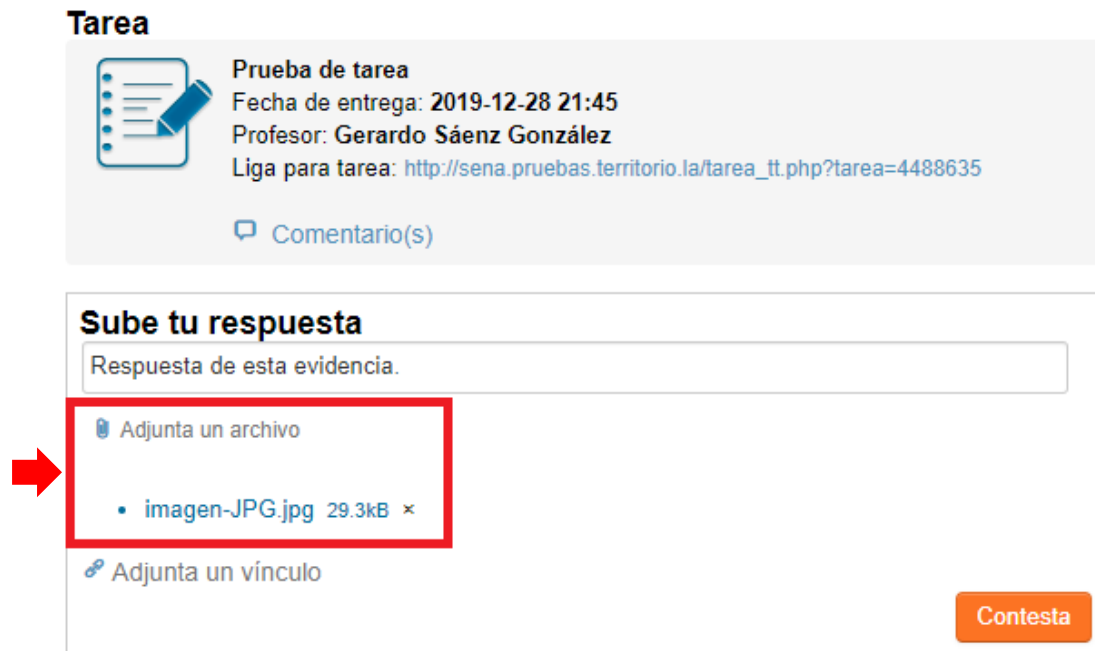 Tarea
Prueba de tarea
Fecha de entrega: 2019-12-28 21:45
Profesor: Gerardo Sáenz González
Liga para tarea: http://sena.pruebas.territorio.la/tarea_tt.php?tarea=4488635
Comentario(s)
Sube tu respuesta
Respuesta de esta evidencia.
Adjunta un archivo
• imagen-JPG.jpg 29.3kB ×
Adjunta un vínculo
Contesta